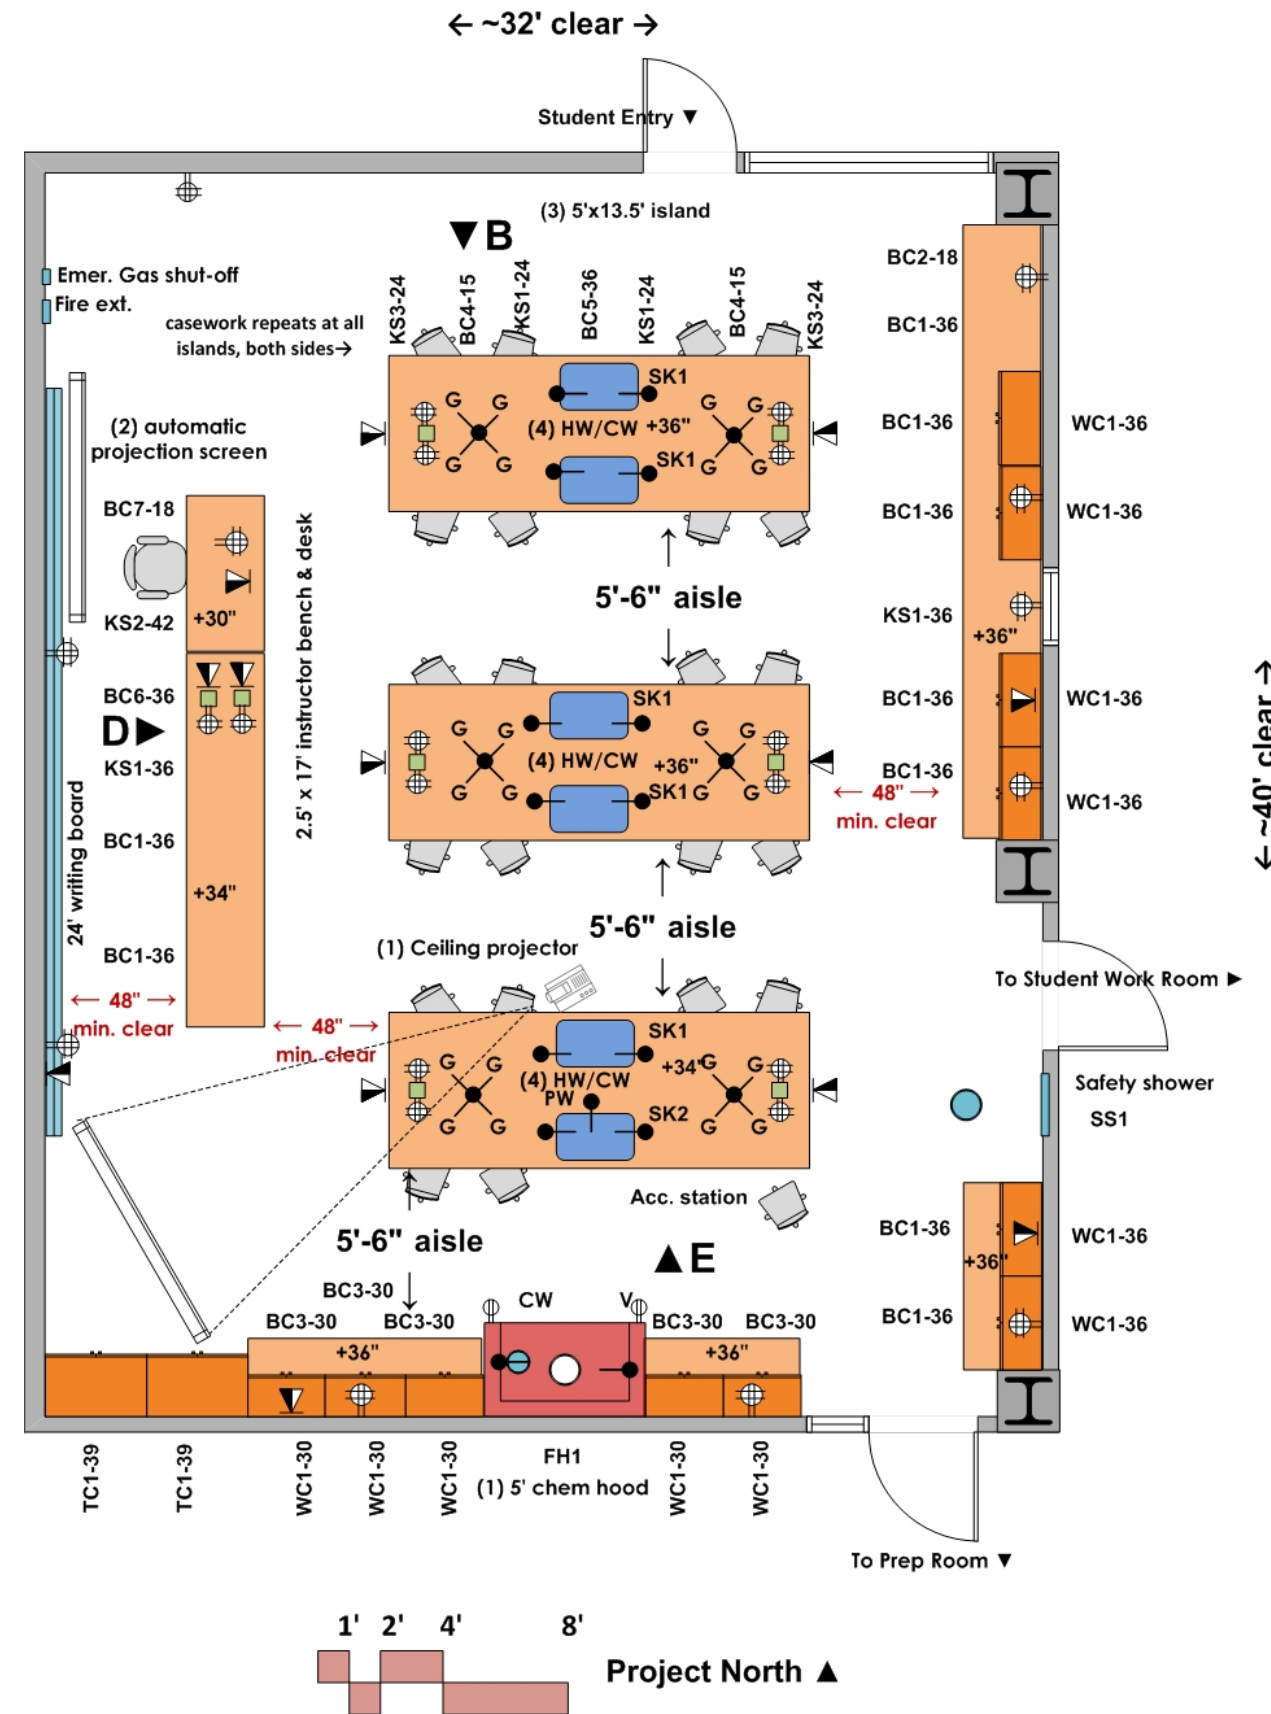 ← ~32' clear →
Student Entry ▼
(3) 5'x13.5' island
▼B
BC2-18
Emer. Gas shut-off
Fire ext.
casework repeats at all
islands, both sides→
KS3-24
BC4-15
KS1-24
BC5-36
KS1-24
BC4-15
KS3-24
BC1-36
SK1
G G G G
(4) HW/CW +36"
SK1
G G G G
BC1-36
WC1-36
(2) automatic
projection screen
BC7-18
BC1-36
WC1-36
2.5' x 17' instructor bench & desk
5'-6" aisle
KS2-42
+30"
KS1-36
+36"
BC6-36
SK1
BC1-36
WC1-36
D►
G G G G
(4) HW/CW +36"
KS1-36
SK1
G G G G
BC1-36
← 48" →
min. clear
WC1-36
← ~40' clear →
24' writing board
BC1-36
+34"
5'-6" aisle
BC1-36
(1) Ceiling projector
To Student Work Room ►
← 48" →
min. clear
← 48" →
min. clear
SK1
G G G G
+34"
(4) HW/CW
PW
SK2
G G G G
Safety shower
SS1
Acc. station
BC1-36
WC1-36
5'-6" aisle
▲E
+36"
BC3-30
CW
V
BC3-30
BC3-30
BC3-30
BC3-30
BC1-36
WC1-36
+36"
+36"
TC1-39
TC1-39
WC1-30
WC1-30
WC1-30
FH1
(1) 5' chem hood
WC1-30
WC1-30
To Prep Room ▼
1' 2' 4' 8'
Project North ▲